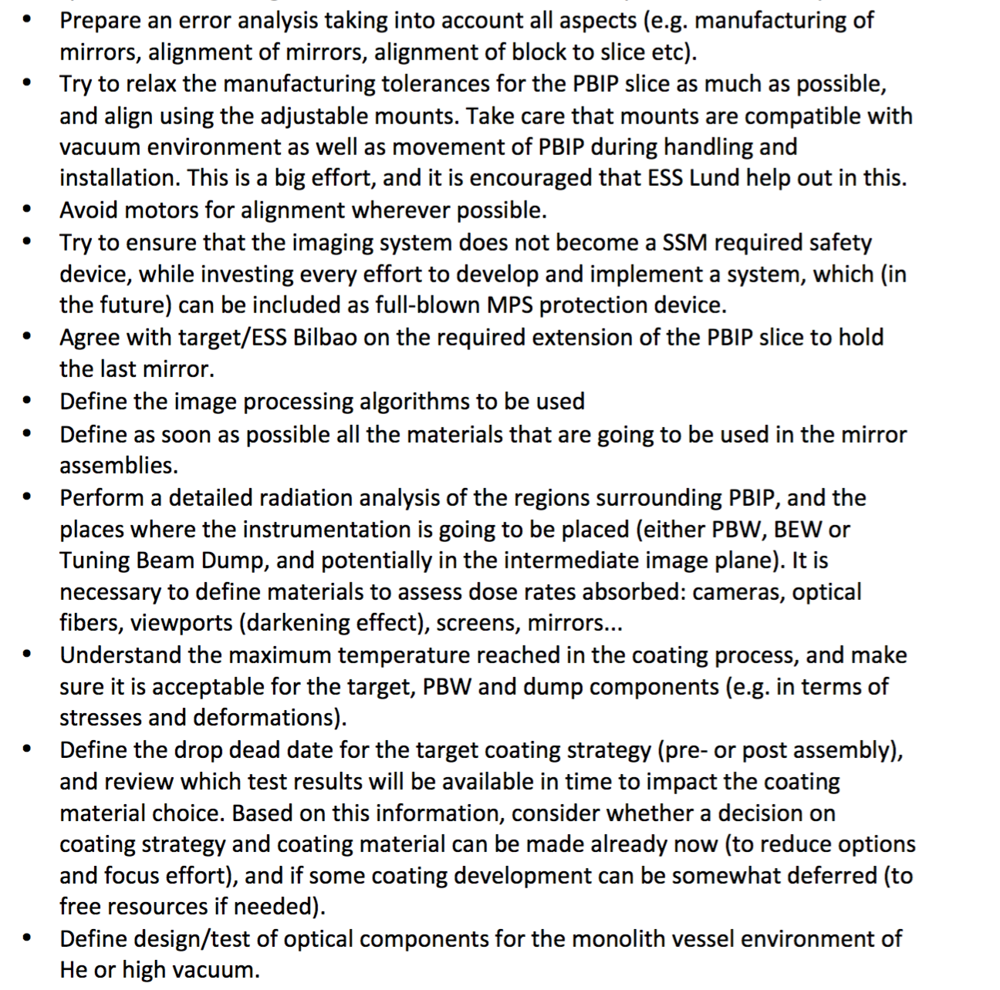 • Prepare an error analysis taking into account all aspects (e.g. manufacturing of
mirrors, alignment of mirrors, alignment of block to slice etc).
• Try to relax the manufacturing tolerances for the PBIP slice as much as possible,
and align using the adjustable mounts. Take care that mounts are compatible with
vacuum environment as well as movement of PBIP during handling and
installation. This is a big effort, and it is encouraged that ESS Lund help out in this.
• Avoid motors for alignment wherever possible.
• Try to ensure that the imaging system does not become a SSM required safety
device, while investing every effort to develop and implement a system, which (in
the future) can be included as full-blown MPS protection device.
• Agree with target/ESS Bilbao on the required extension of the PBIP slice to hold
the last mirror.
• Define the image processing algorithms to be used
• Define as soon as possible all the materials that are going to be used in the mirror
assemblies.
• Perform a detailed radiation analysis of the regions surrounding PBIP, and the
places where the instrumentation is going to be placed (either PBW, BEW or
Tuning Beam Dump, and potentially in the intermediate image plane). It is
necessary to define materials to assess dose rates absorbed: cameras, optical
fibers, viewports (darkening effect), screens, mirrors...
• Understand the maximum temperature reached in the coating process, and make
sure it is acceptable for the target, PBW and dump components (e.g. in terms of
stresses and deformations).
• Define the drop dead date for the target coating strategy (pre- or post assembly),
and review which test results will be available in time to impact the coating
material choice. Based on this information, consider whether a decision on
coating strategy and coating material can be made already now (to reduce options
and focus effort), and if some coating development can be somewhat deferred (to
free resources if needed).
• Define design/test of optical components for the monolith vessel environment of
He or high vacuum.